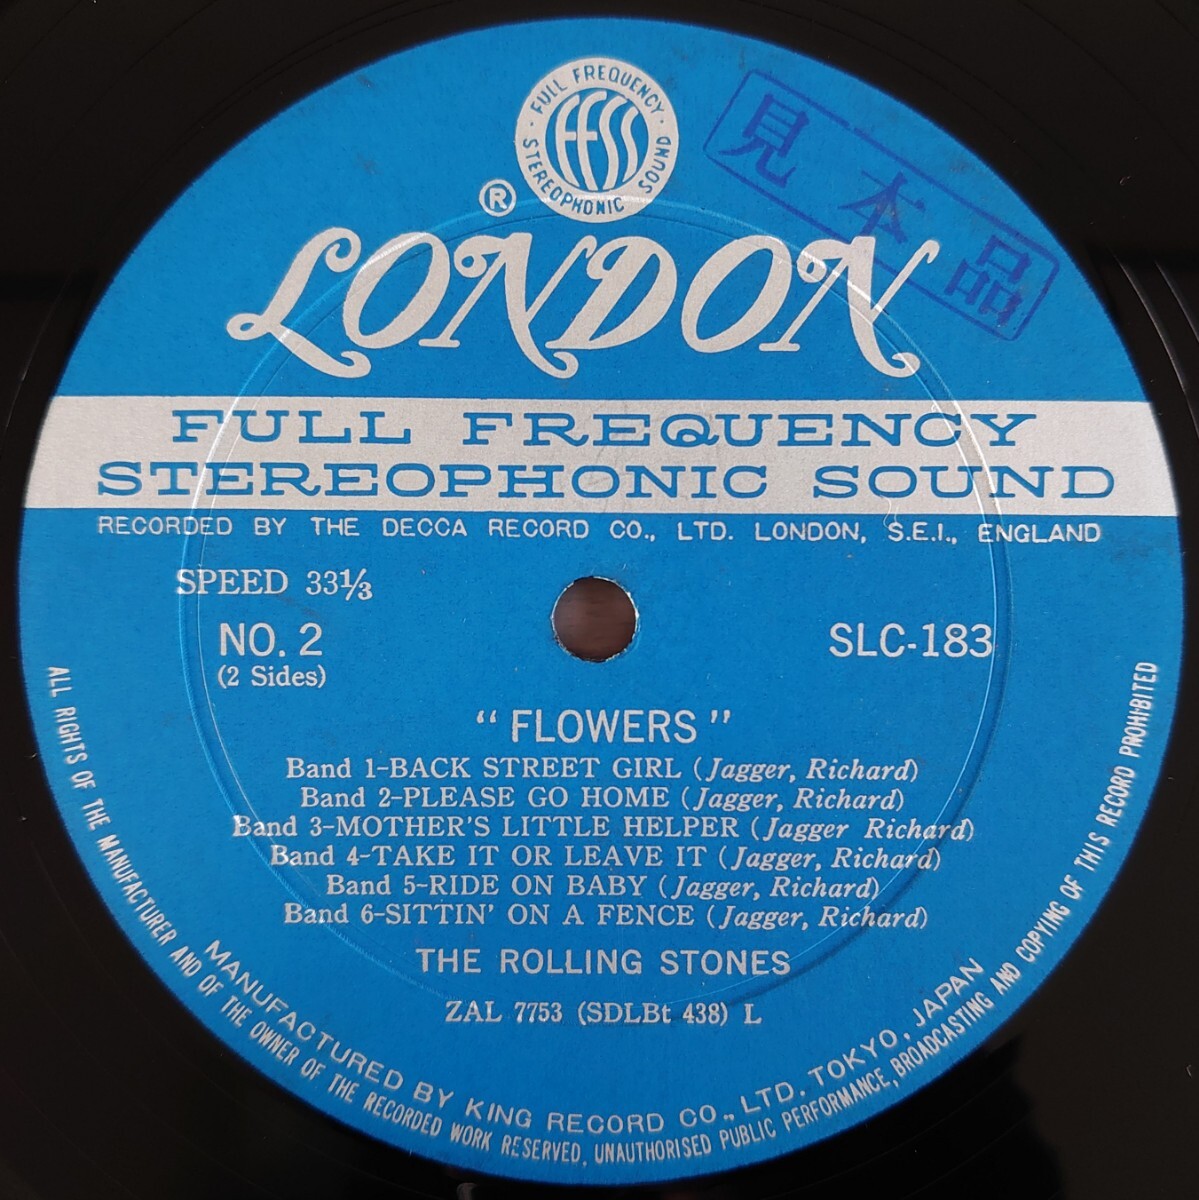 FULL FREQUENCY
STEREOPHONIC SOUND
FFSS
見本品
®
LONDON
FULL FREQUENCY
STEREOPHONIC SOUND
RECORDED BY THE DECCA RECORD CO., LTD. LONDON, S.E.I., ENGLAND
SPEED 33⅓
NO. 2
(2 Sides)
SLC-183
“FLOWERS”
Band 1-BACK STREET GIRL (Jagger, Richard)
Band 2-PLEASE GO HOME (Jagger, Richard)
Band 3-MOTHER'S LITTLE HELPER (Jagger Richard)
Band 4-TAKE IT OR LEAVE IT (Jagger, Richard)
Band 5-RIDE ON BABY (Jagger, Richard)
Band 6-SITTIN' ON A FENCE (Jagger, Richard)
THE ROLLING STONES
ZAL 7753 (SDLBt 438) L
MANUFACTURED BY KING RECORD CO., LTD. TOKYO, JAPAN
ALL RIGHTS OF THE MANUFACTURER AND OF THE OWNER OF THE RECORDED WORK RESERVED, UNAUTHORISED PUBLIC PERFORMANCE, BROADCASTING AND COPYING OF THIS RECORD PROHIBITED